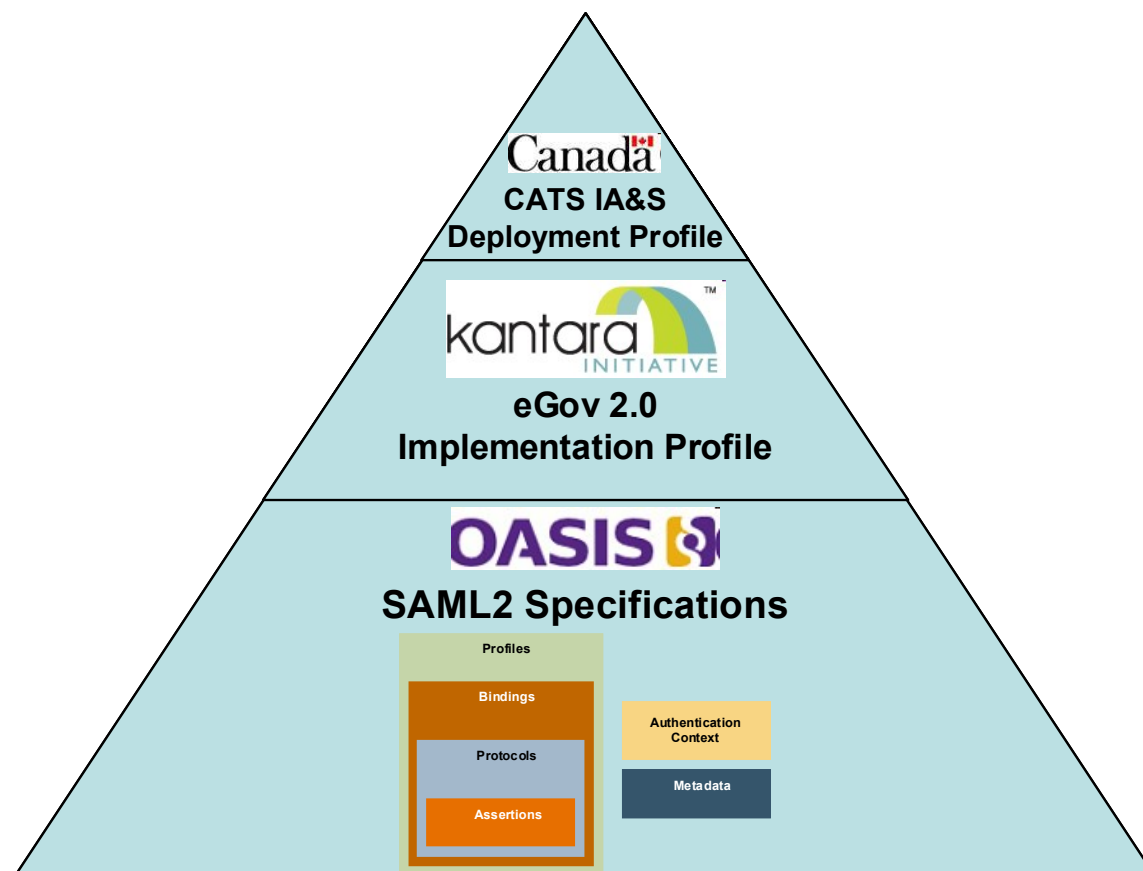 Canada
CATS IA&S
Deployment Profile
kantara
TM
INITIATIVE
eGov 2.0
Implementation Profile
OASIS
SAML2 Specifications
Profiles
Bindings
Protocols
Assertions
Authentication
Context
Metadata